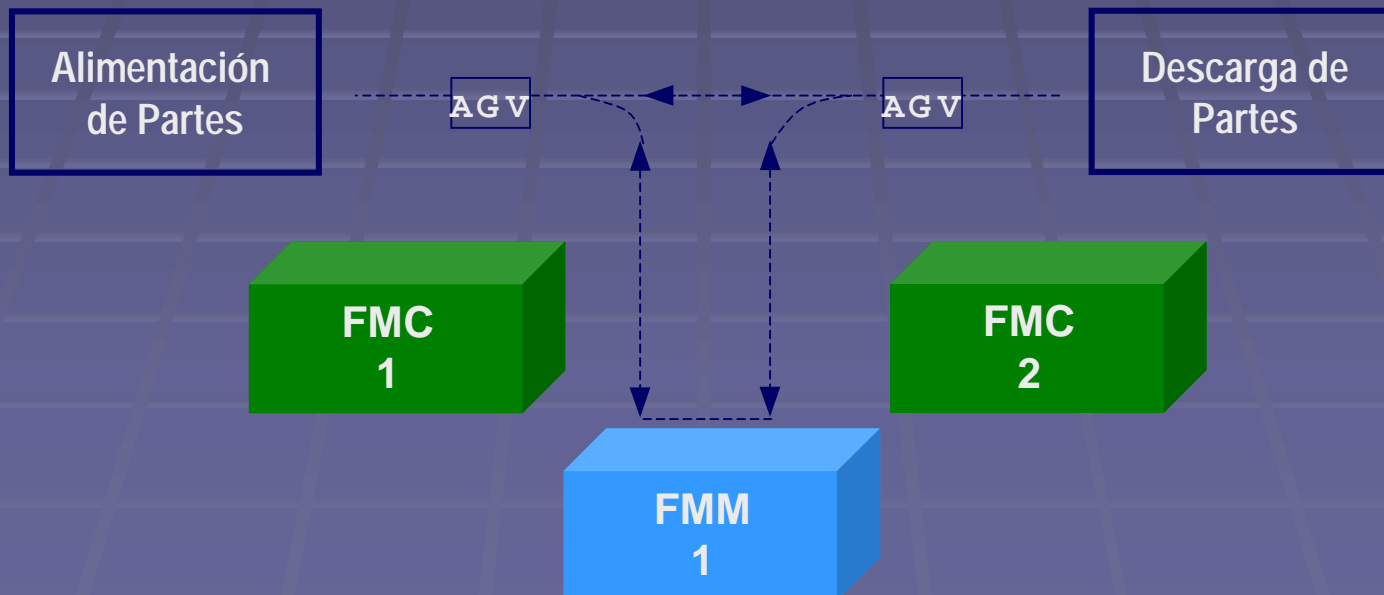 Alimentación
de Partes
AGV
AGV
Descarga de
Partes
FMC
1
FMC
2
FMM
1